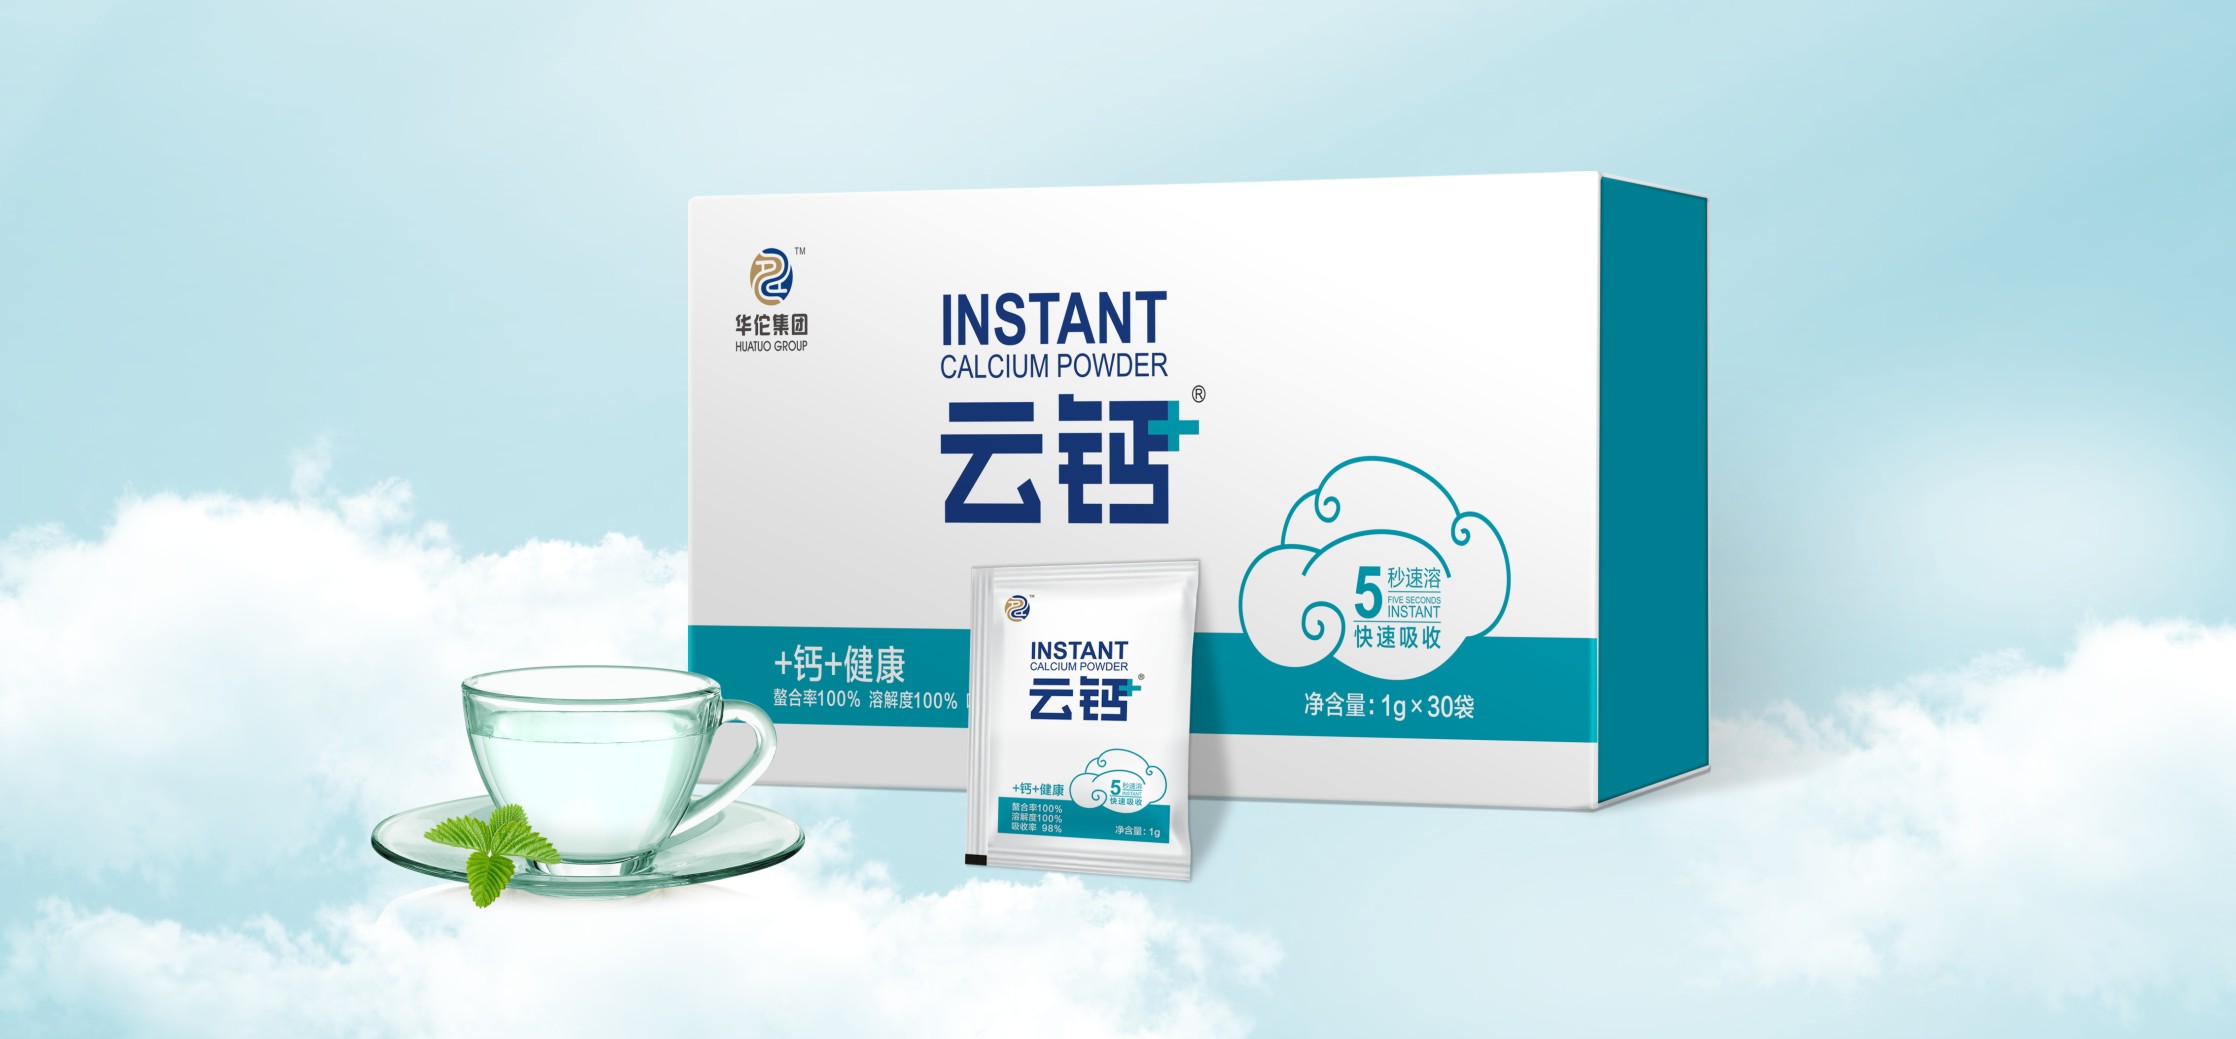 TM
华佗集团
HUATUO GROUP
INSTANT
CALCIUM POWDER
云钙+®
5秒速溶
FIVE SECONDS
INSTANT
快速吸收
+钙+健康
螯合率100% 溶解度100%
净含量：1g×30袋
TM
INSTANT
CALCIUM POWDER
云钙+®
+钙+健康
5秒速溶
INSTANT
快速吸收
螯合率100%
溶解度100%
吸收率 98%
净含量：1g